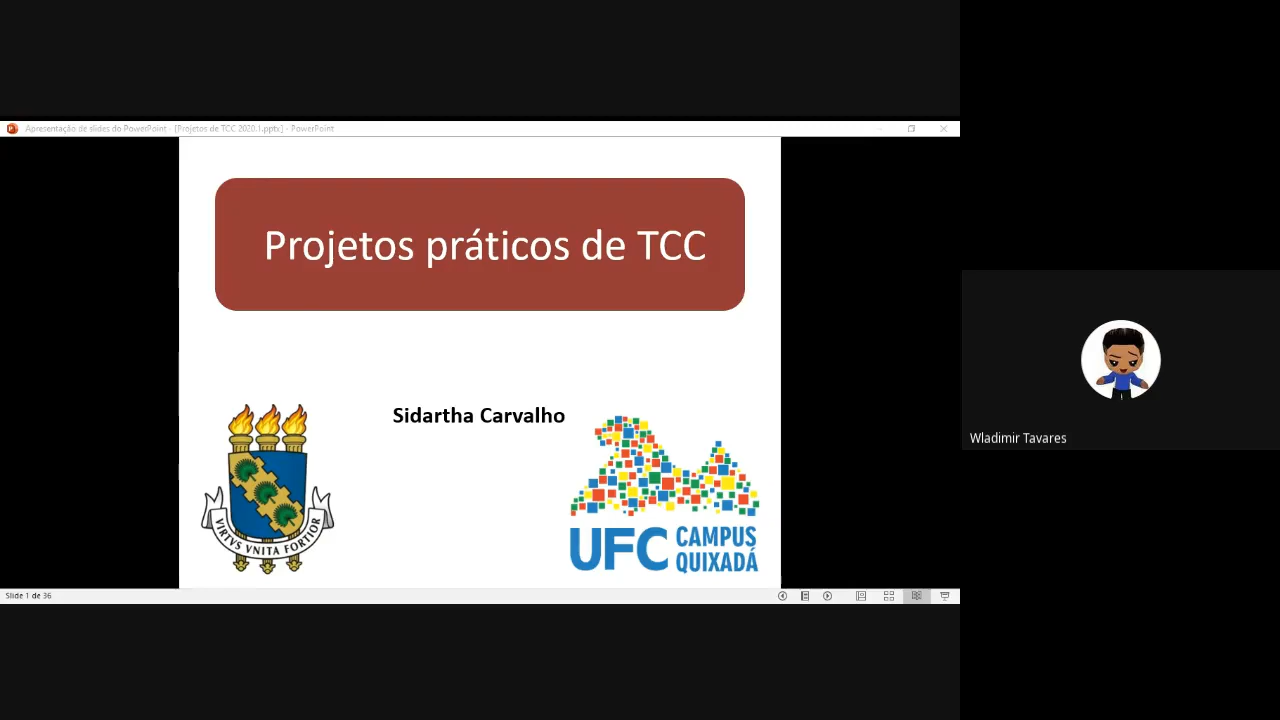 Apresentação de slides do PowerPoint - [Projetos de TCC 2020.1.pptx] - PowerPoint
Projetos práticos de TCC
Sidartha Carvalho
VIRTVS VNITA FORTIOR
UFC CAMPUS
QUIXADÁ
Wladimir Tavares
Slide 1 de 36